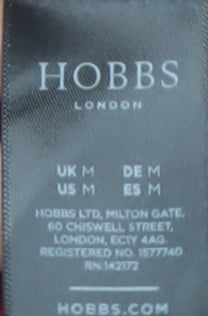 HOBBS
LONDON
UK M DE M
US M ES M
HOBBS LTD, MILTON GATE,
60 CHISWELL STREET,
LONDON, EC1Y 4AG.
REGISTERED NO. 1577740
RN:142172
HOBBS.COM